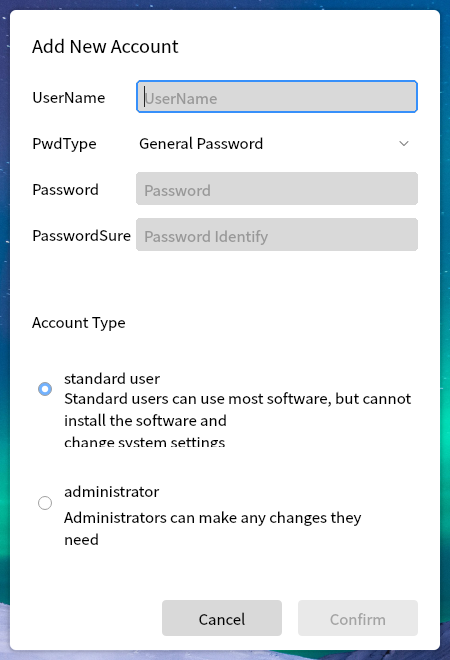 Add New Account
UserName
UserName
PwdType
General Password
Password
Password
PasswordSure
Password Identify
Account Type
standard user
Standard users can use most software, but cannot
install the software and
change system settings
administrator
Administrators can make any changes they
need
Cancel
Confirm